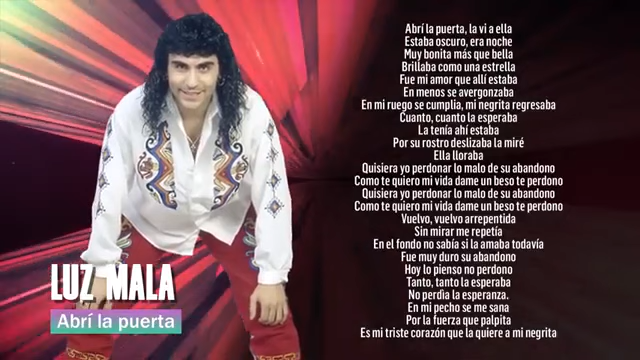 Abrí la puerta, la vi a ella
Estaba oscuro, era noche
Muy bonita más que bella
Brillaba como una estrella
Fue mi amor que allí estaba
En menos se avergonzaba
En mi ruego se cumplia, mi negrita regresaba
Cuanto, cuanto la esperaba
La tenía ahí estaba
Por su rostro deslizaba la miré
Ella lloraba
Quisiera yo perdonar lo malo de su abandono
Como te quiero mi vida dame un beso te perdono
Quisiera yo perdonar lo malo de su abandono
Como te quiero mi vida dame un beso te perdono
Vuelvo, vuelvo arrepentida
Sin mirar me repetía
En el fondo no sabía si la amaba todavía
Fue muy duro su abandono
Hoy lo pienso no perdono
Tanto, tanto la esperaba
No perdìa la esperanza.
En mi pecho se me sana
Por la fuerza que palpita
Es mi triste corazón que la quiere a mi negrita
LUZ MALA
Abrí la puerta